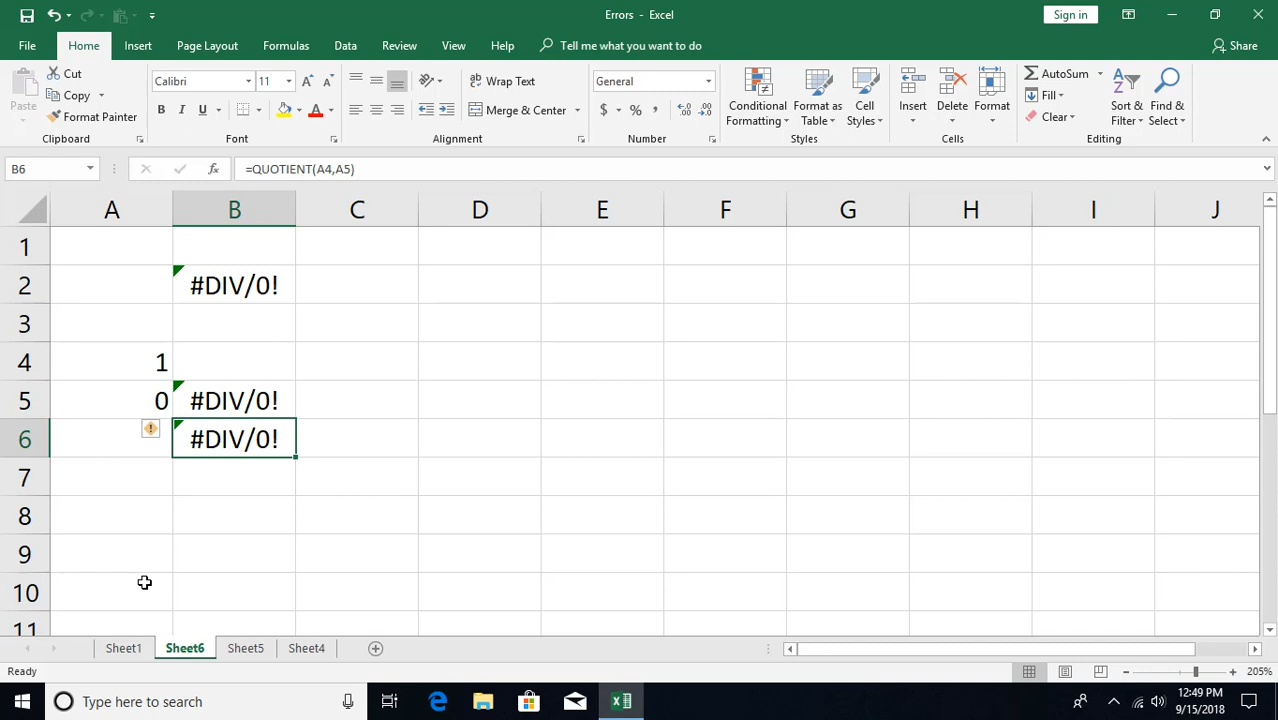 Errors - Excel
Sign in
File Home Insert Page Layout Formulas Data Review View Help Tell me what you want to do Share
Paste
Cut
Copy
Format Painter
Clipboard
Calibri 11 A A
B I U A
Font
ab
Wrap Text
Merge & Center
Alignment
General
$ % ,
.0 .00
.00 .0
Number
Conditional Formatting
Format as Table
Cell Styles
Styles
Insert Delete Format
Cells
AutoSum
Fill
Clear
Sort & Filter
Find & Select
Editing
B6 fx =QUOTIENT(A4,A5)
A B C D E F G H I J
1
2 #DIV/0!
3
4 1
5 0 #DIV/0!
6 #DIV/0!
7
8
9
10
11
Sheet1 Sheet6 Sheet5 Sheet4
Ready 205%
Type here to search
12:49 PM
9/15/2018